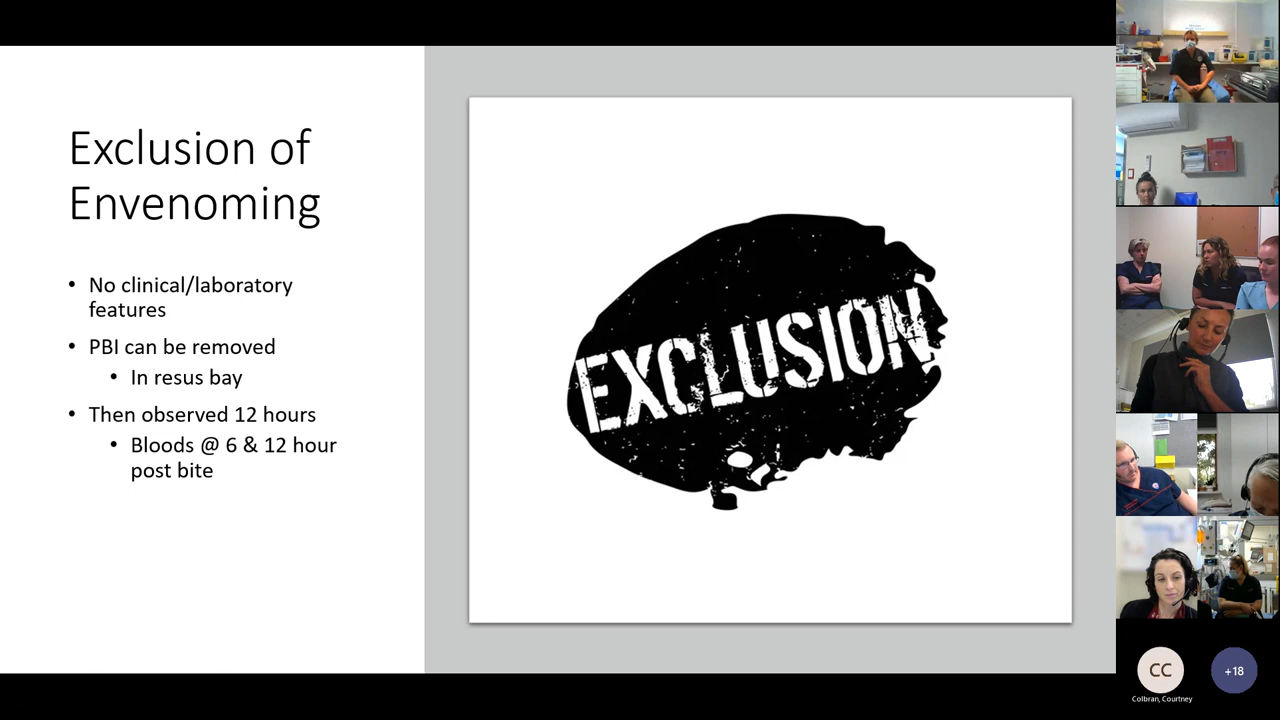 Exclusion of
Envenoming
• No clinical/laboratory
features
• PBI can be removed
• In resus bay
• Then observed 12 hours
• Bloods @ 6 & 12 hour
post bite
EXCLUSION
CC
+18
Colbran, Courtney